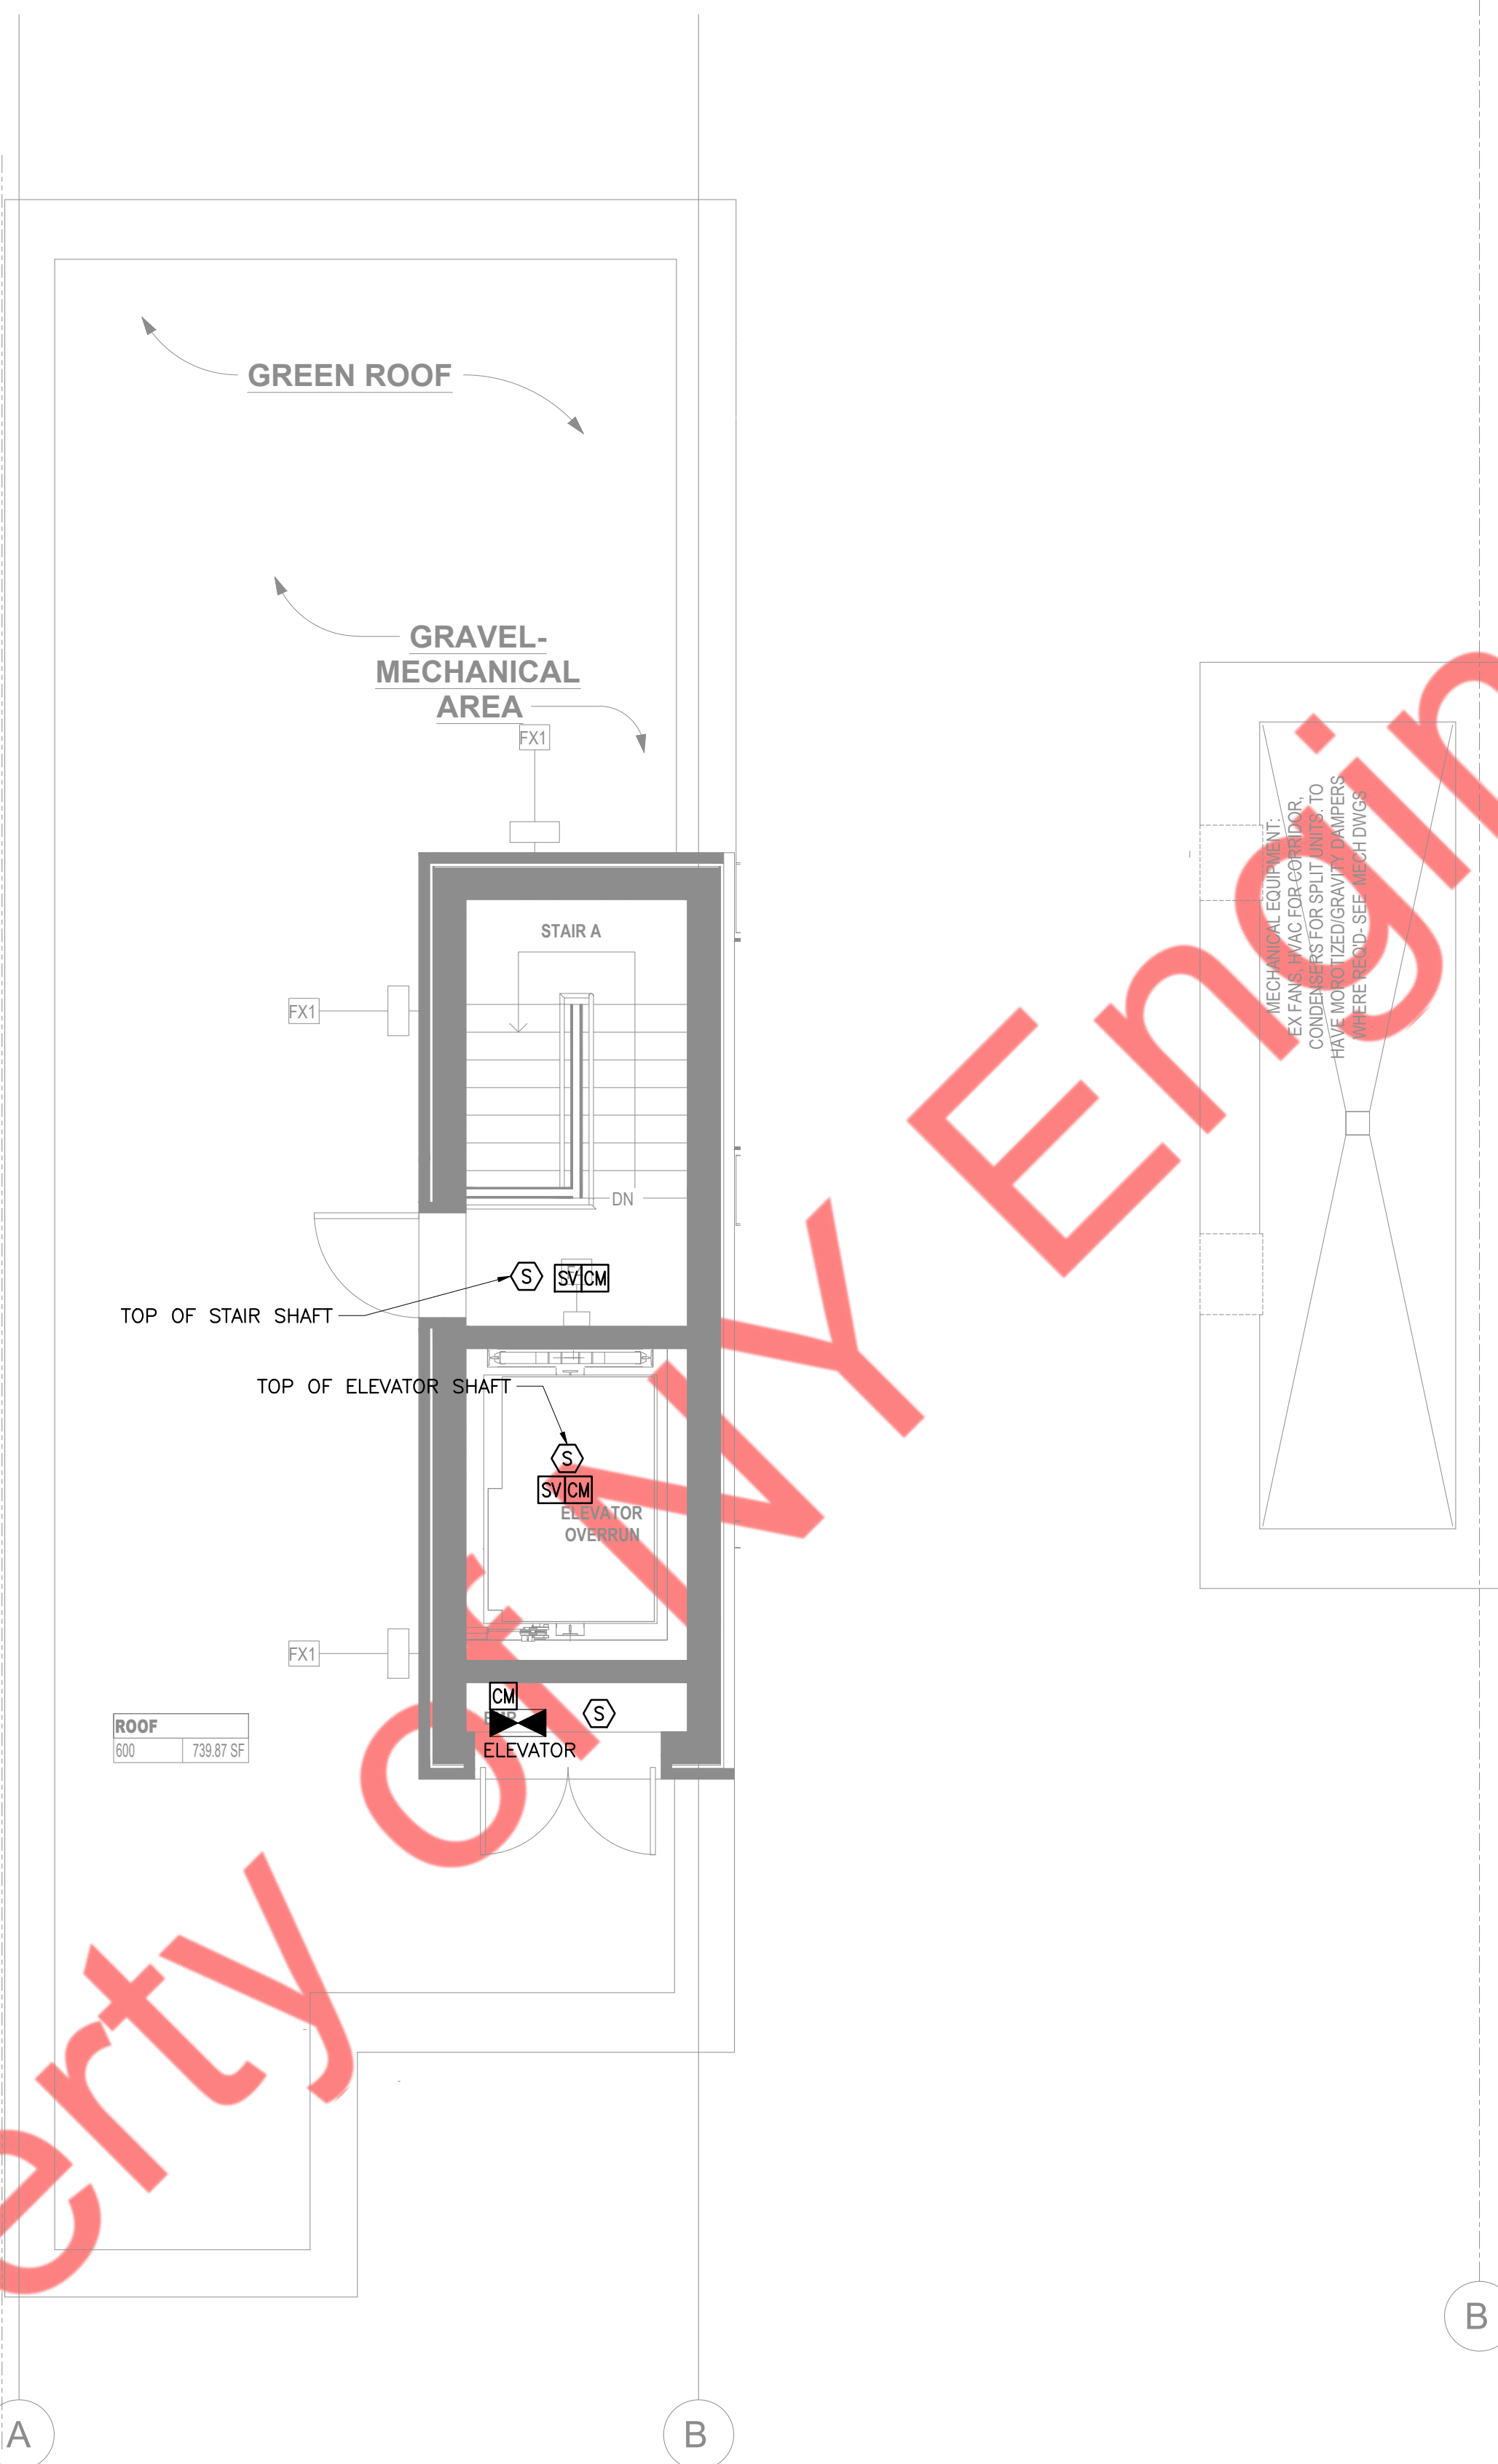 GREEN ROOF
GRAVEL-
MECHANICAL
AREA
FX1
MECHANICAL EQUIPMENT:
EX FANS, HVAC FOR CORRIDOR,
CONDENSERS FOR SPLIT UNITS. TO
HAVE MOROTIZED/GRAVITY DAMPERS
WHERE REQ'D- SEE MECH DWGS
STAIR A
FX1
DN
S
SV CM
TOP OF STAIR SHAFT
TOP OF ELEVATOR SHAFT
S
SV CM
ELEVATOR
OVERRUN
FX1
CM
S
ELEVATOR
ROOF
600 739.87 SF
erty of NY Engin
A
B
B